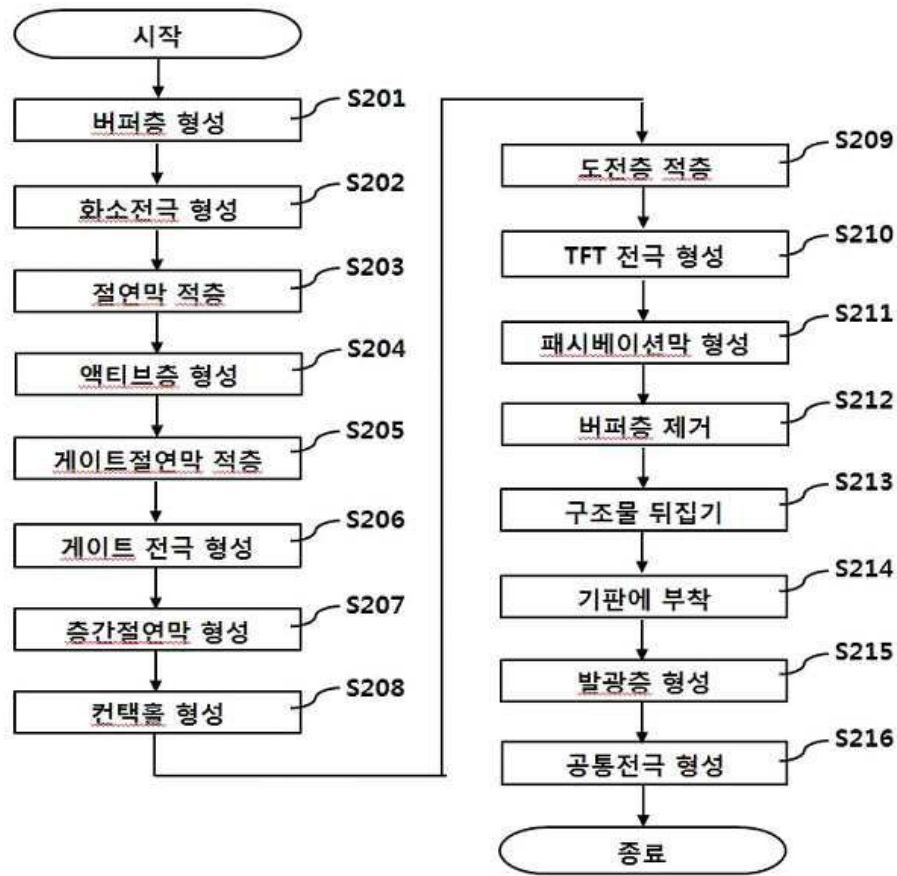 시작
버퍼층 형성
S201
화소전극 형성
S202
절연막 적층
S203
액티브층 형성
S204
게이트절연막 적층
S205
게이트 전극 형성
S206
층간절연막 형성
S207
컨택홀 형성
S208
도전층 적층
S209
TFT 전극 형성
S210
패시베이션막 형성
S211
버퍼층 제거
S212
구조물 뒤집기
S213
기판에 부착
S214
발광층 형성
S215
공통전극 형성
S216
종료